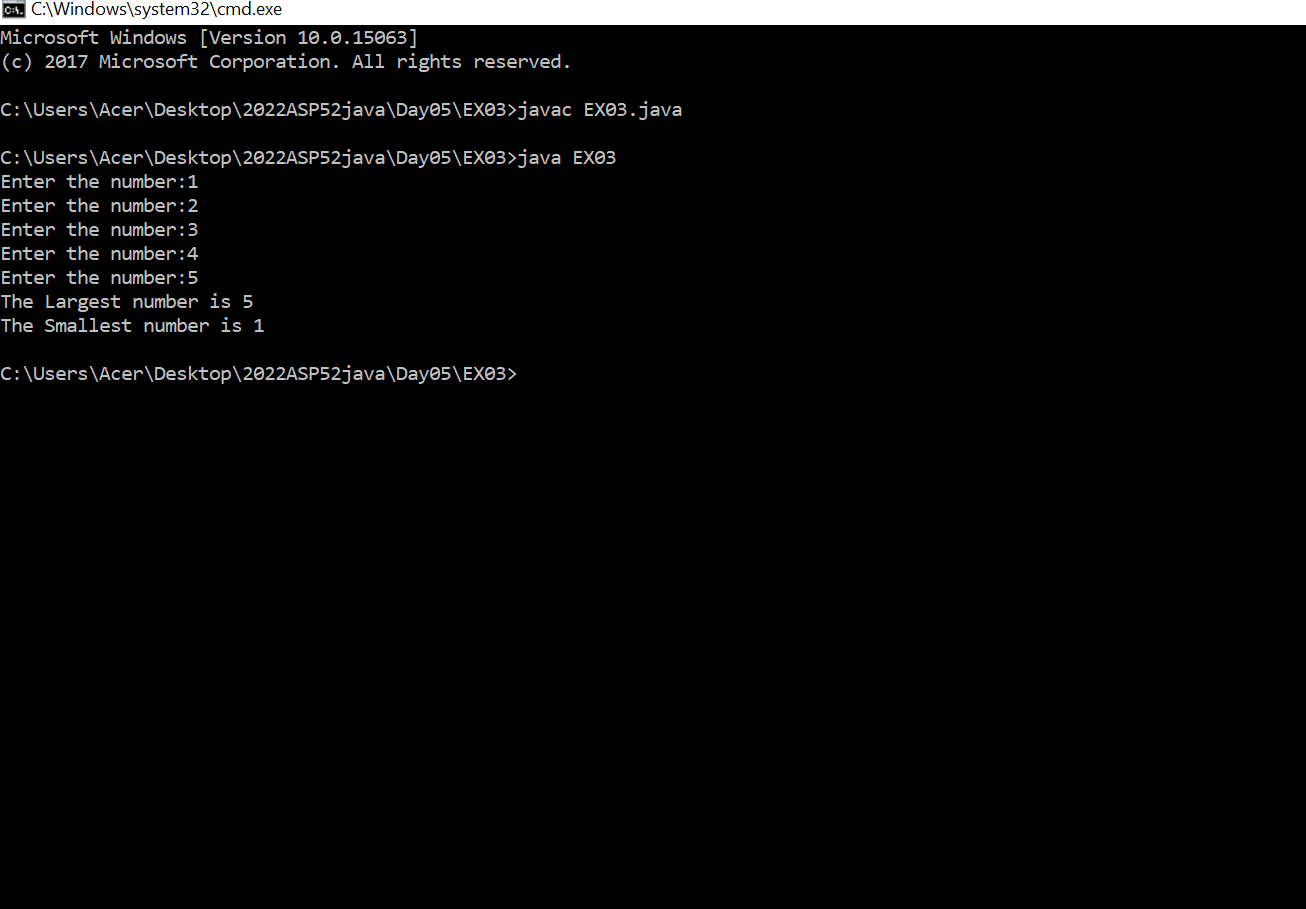 C:\Windows\system32\cmd.exe
Microsoft Windows [Version 10.0.15063]
(c) 2017 Microsoft Corporation. All rights reserved.
C:\Users\Acer\Desktop\2022ASP52java\Day05\EX03>javac EX03.java
C:\Users\Acer\Desktop\2022ASP52java\Day05\EX03>java EX03
Enter the number:1
Enter the number:2
Enter the number:3
Enter the number:4
Enter the number:5
The Largest number is 5
The Smallest number is 1
C:\Users\Acer\Desktop\2022ASP52java\Day05\EX03>